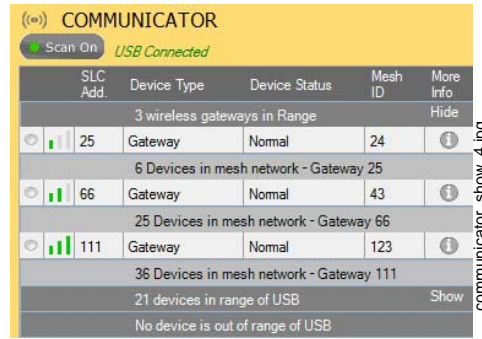 ((•)) COMMUNICATOR
Scan On USB Connected
SLC Add. Device Type Device Status Mesh ID More Info
3 wireless gateways in Range Hide
25 Gateway Normal 24 i
6 Devices in mesh network - Gateway 25
66 Gateway Normal 43 i
25 Devices in mesh network - Gateway 66
111 Gateway Normal 123 i
36 Devices in mesh network - Gateway 111
21 devices in range of USB Show
No device is out of range of USB
communicator_show_4.jpg